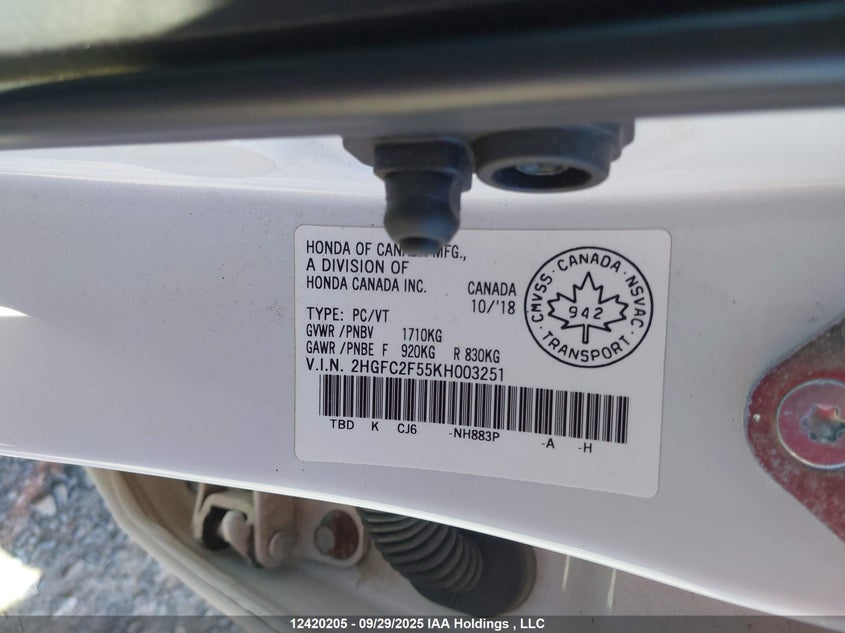 HONDA OF CANADA MFG.,
A DIVISION OF
HONDA CANADA INC.
CANADA
10/'18
TYPE: PC/VT
GVWR /PNBV 1710KG
GAWR /PNBE F 920KG R 830KG
V.I.N. 2HGFC2F55KH003251
TBD K CJ6 -NH883P -A -H
CMVSS · CANADA · NSVAC
942
TRANSPORT
12420205 - 09/29/2025 IAA Holdings , LLC